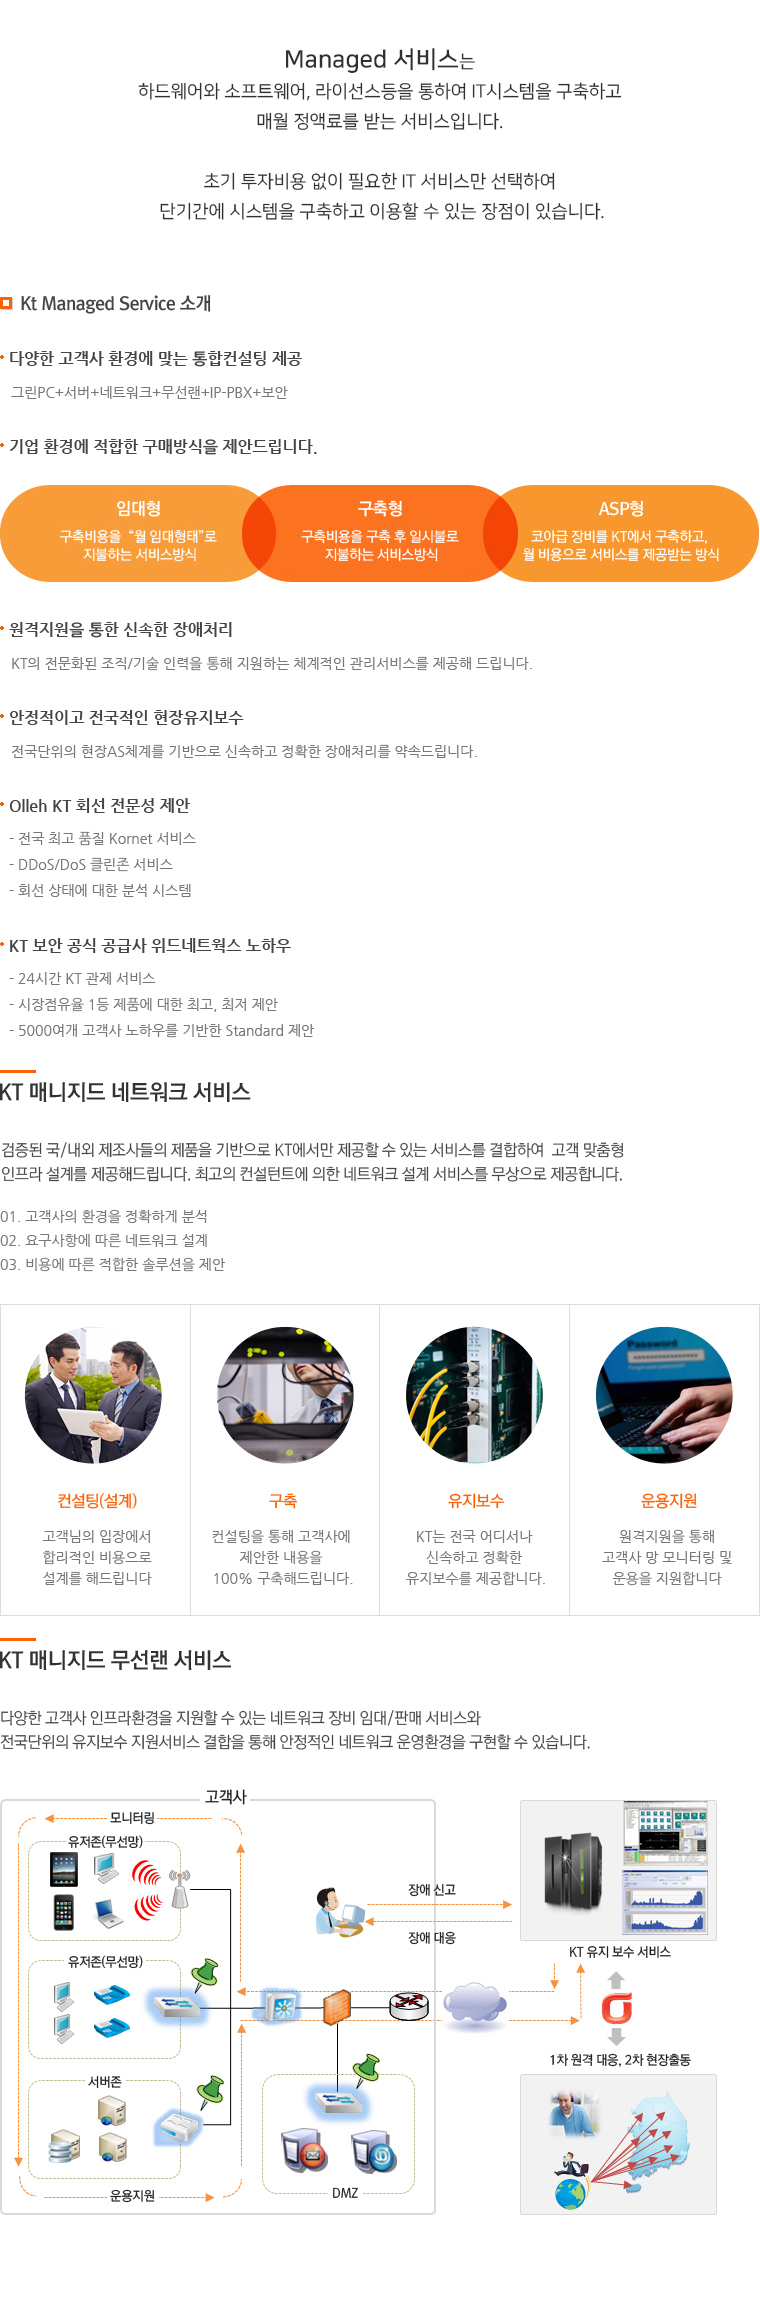 Managed 서비스는
하드웨어와 소프트웨어, 라이선스등을 통하여 IT시스템을 구축하고
매월 정액료를 받는 서비스입니다.
초기 투자비용 없이 필요한 IT 서비스만 선택하여
단기간에 시스템을 구축하고 이용할 수 있는 장점이 있습니다.
Kt Managed Service 소개
다양한 고객사 환경에 맞는 통합컨설팅 제공
그린PC+서버+네트워크+무선랜+IP-PBX+보안
기업 환경에 적합한 구매방식을 제안드립니다.
임대형
구축비용을 “월 임대형태”로
지불하는 서비스방식
구축형
구축비용을 구축 후 일시불로
지불하는 서비스방식
ASP형
코아급 장비를 KT에서 구축하고,
월 비용으로 서비스를 제공받는 방식
원격지원을 통한 신속한 장애처리
KT의 전문화된 조직/기술 인력을 통해 지원하는 체계적인 관리서비스를 제공해 드립니다.
안정적이고 전국적인 현장유지보수
전국단위의 현장AS체계를 기반으로 신속하고 정확한 장애처리를 약속드립니다.
Olleh KT 회선 전문성 제안
- 전국 최고 품질 Kornet 서비스
- DDoS/DoS 클린존 서비스
- 회선 상태에 대한 분석 시스템
KT 보안 공식 공급사 위드네트웍스 노하우
- 24시간 KT 관제 서비스
- 시장점유율 1등 제품에 대한 최고, 최저 제안
- 5000여개 고객사 노하우를 기반한 Standard 제안
KT 매니지드 네트워크 서비스
검증된 국/내외 제조사들의 제품을 기반으로 KT에서만 제공할 수 있는 서비스를 결합하여 고객 맞춤형
인프라 설계를 제공해드립니다. 최고의 컨설턴트에 의한 네트워크 설계 서비스를 무상으로 제공합니다.
01. 고객사의 환경을 정확하게 분석
02. 요구사항에 따른 네트워크 설계
03. 비용에 따른 적합한 솔루션을 제안
Password
컨설팅(설계)
고객님의 입장에서
합리적인 비용으로
설계를 해드립니다
구축
컨설팅을 통해 고객사에
제안한 내용을
100% 구축해드립니다.
유지보수
KT는 전국 어디서나
신속하고 정확한
유지보수를 제공합니다.
운용지원
원격지원을 통해
고객사 망 모니터링 및
운용을 지원합니다
KT 매니지드 무선랜 서비스
다양한 고객사 인프라환경을 지원할 수 있는 네트워크 장비 임대/판매 서비스와
전국단위의 유지보수 지원서비스 결합을 통해 안정적인 네트워크 운영환경을 구현할 수 있습니다.
고객사
모니터링
유저존(무선망)
장애 신고
장애 대응
KT 유지 보수 서비스
유저존(무선망)
1차 원격 대응, 2차 현장출동
서버존
DMZ
운용지원